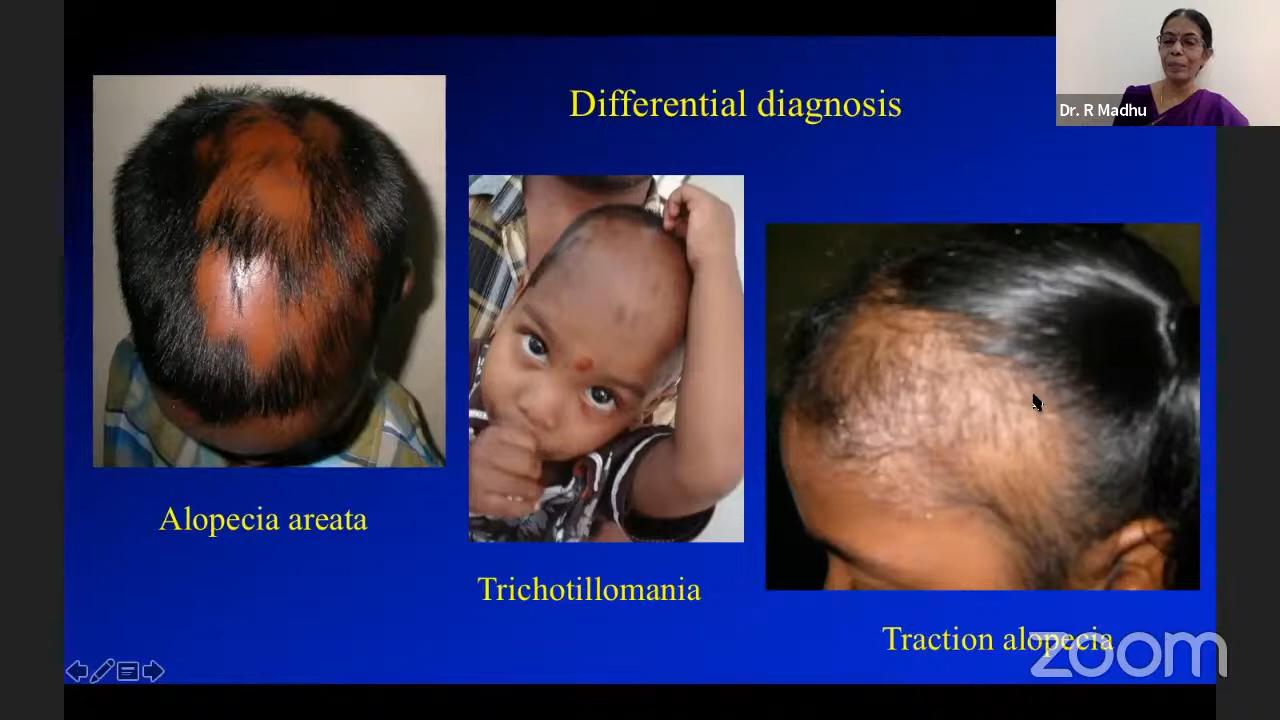 Differential diagnosis
Dr. R Madhu
Alopecia areata
Trichotillomania
Traction alopecia
zoom